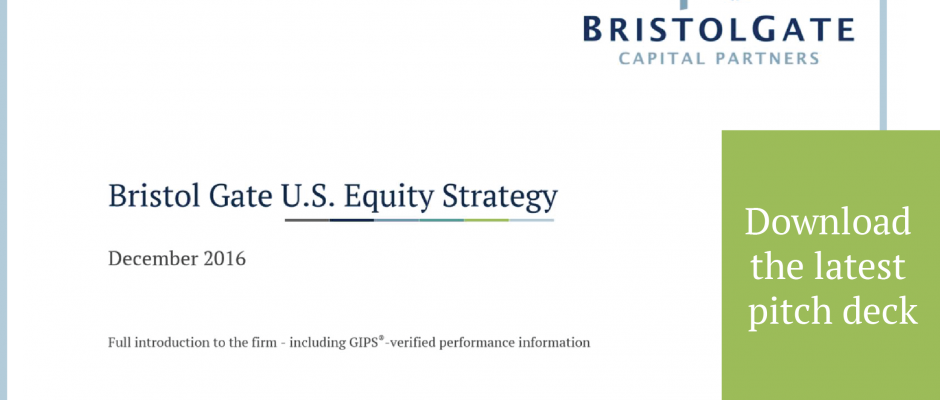 BRISTOLGATE
CAPITAL PARTNERS
Bristol Gate U.S. Equity Strategy
December 2016
Full introduction to the firm - including GIPS®-verified performance information
Download
the latest
pitch deck